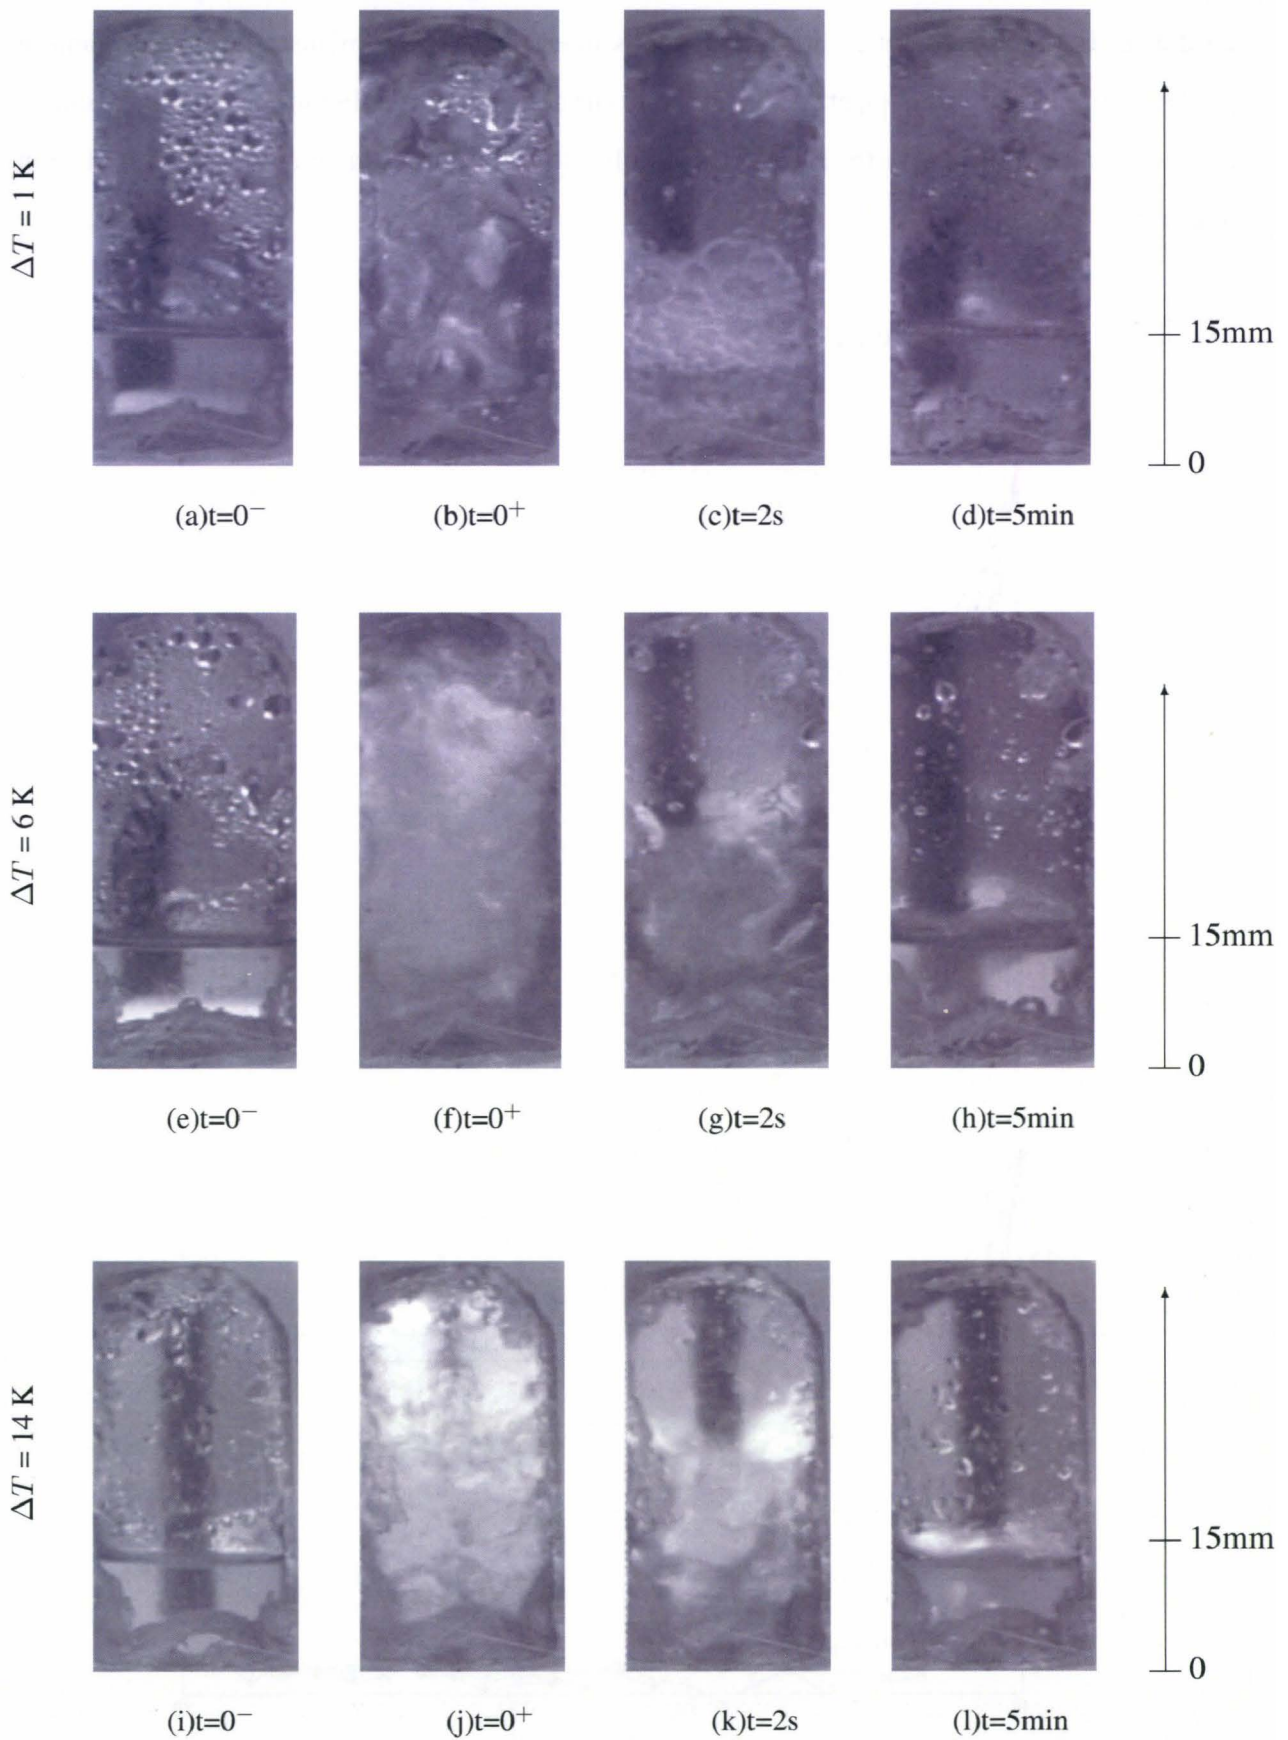 ΔT = 1 K
15mm
0
(a)t=0⁻
(b)t=0⁺
(c)t=2s
(d)t=5min
ΔT = 6 K
15mm
0
(e)t=0⁻
(f)t=0⁺
(g)t=2s
(h)t=5min
ΔT = 14 K
15mm
0
(i)t=0⁻
(j)t=0⁺
(k)t=2s
(l)t=5min